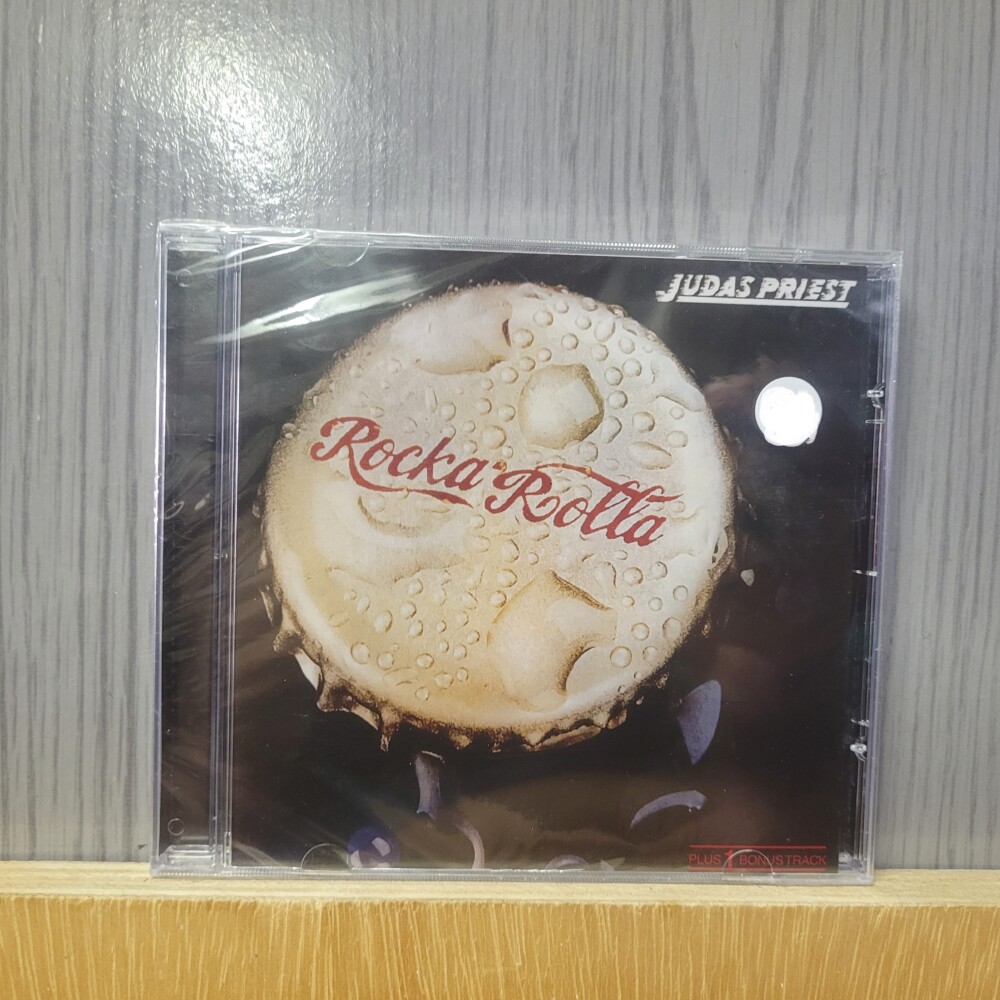 JUDAS PRIEST
Rocka Rolla
PLUS 1 BONUS TRACK